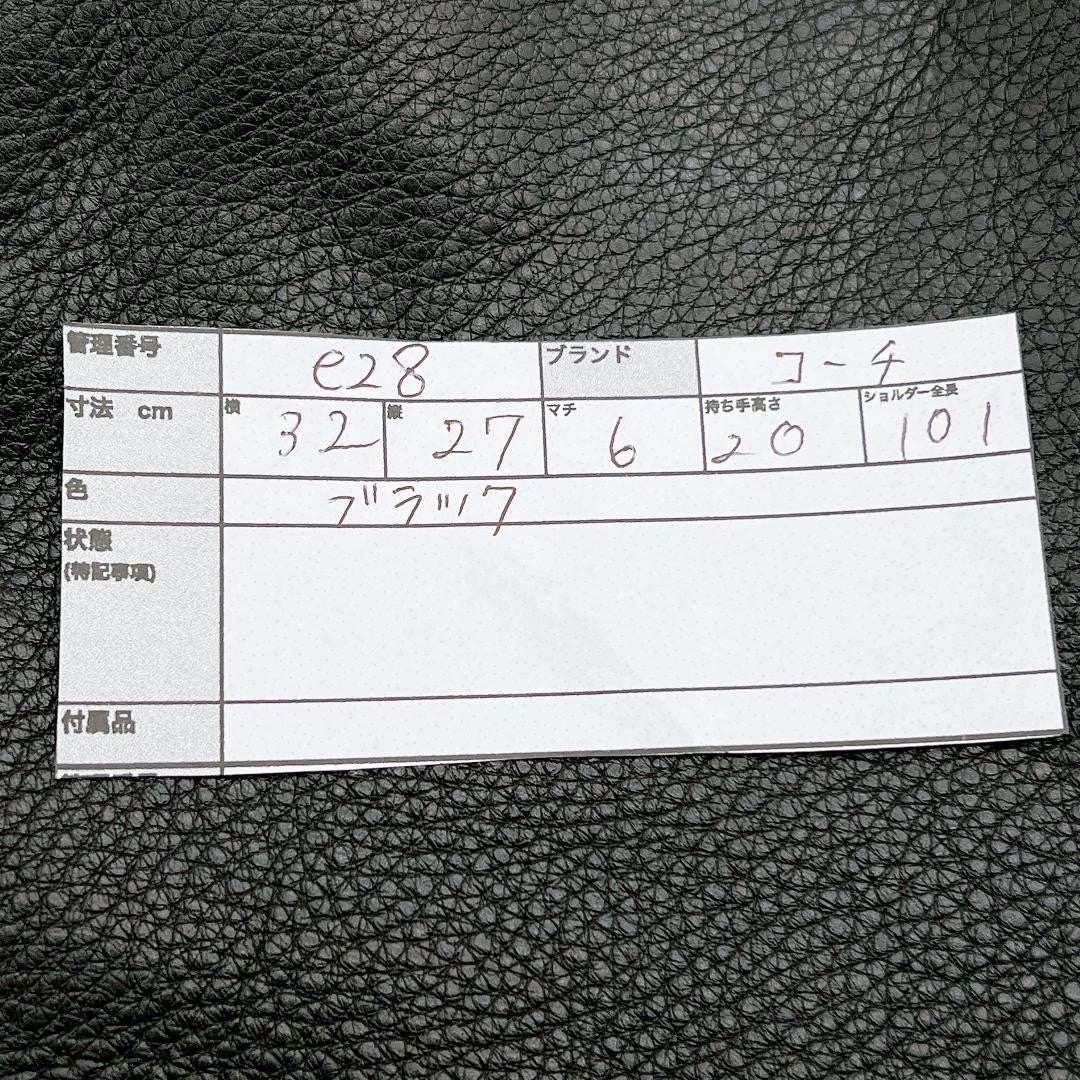 管理番号 e28 ブランド コーチ
寸法 cm 横 32 縦 27 マチ 6 持ち手高さ 20 ショルダー全長 101
色 ブラック
状態
(特記事項)
付属品